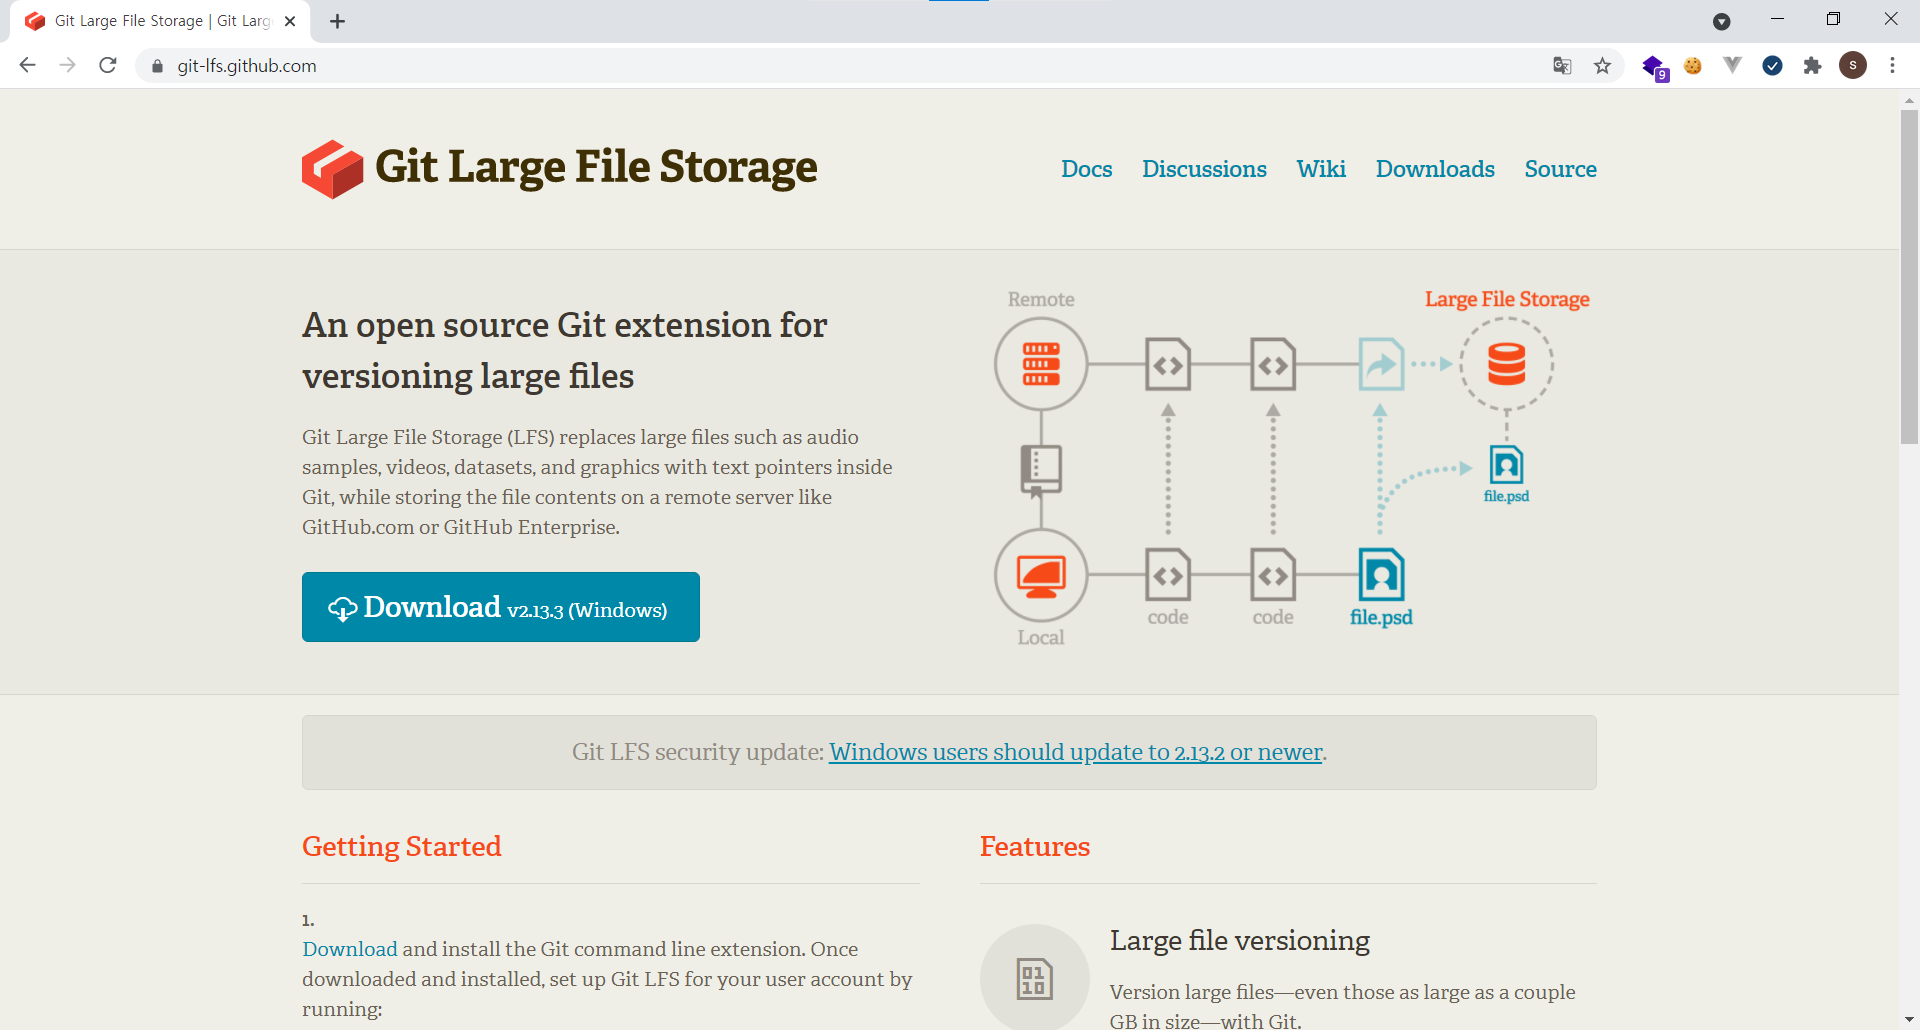 Git Large File Storage | Git Larg
git-lfs.github.com
9
S
Git Large File Storage
Docs
Discussions
Wiki
Downloads
Source
An open source Git extension for
versioning large files
Git Large File Storage (LFS) replaces large files such as audio
samples, videos, datasets, and graphics with text pointers inside
Git, while storing the file contents on a remote server like
GitHub.com or GitHub Enterprise.
Download v2.13.3 (Windows)
Remote
Large File Storage
file.psd
code
code
file.psd
Local
Git LFS security update: Windows users should update to 2.13.2 or newer.
Getting Started
1.
Download and install the Git command line extension. Once
downloaded and installed, set up Git LFS for your user account by
running:
Features
01
10
Large file versioning
Version large files—even those as large as a couple
GB in size—with Git.